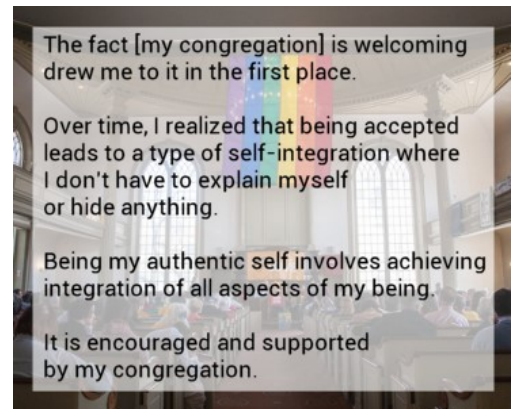 The fact [my congregation] is welcoming
drew me to it in the first place.
Over time, I realized that being accepted
leads to a type of self-integration where
I don't have to explain myself
or hide anything.
Being my authentic self involves achieving
integration of all aspects of my being.
It is encouraged and supported
by my congregation.